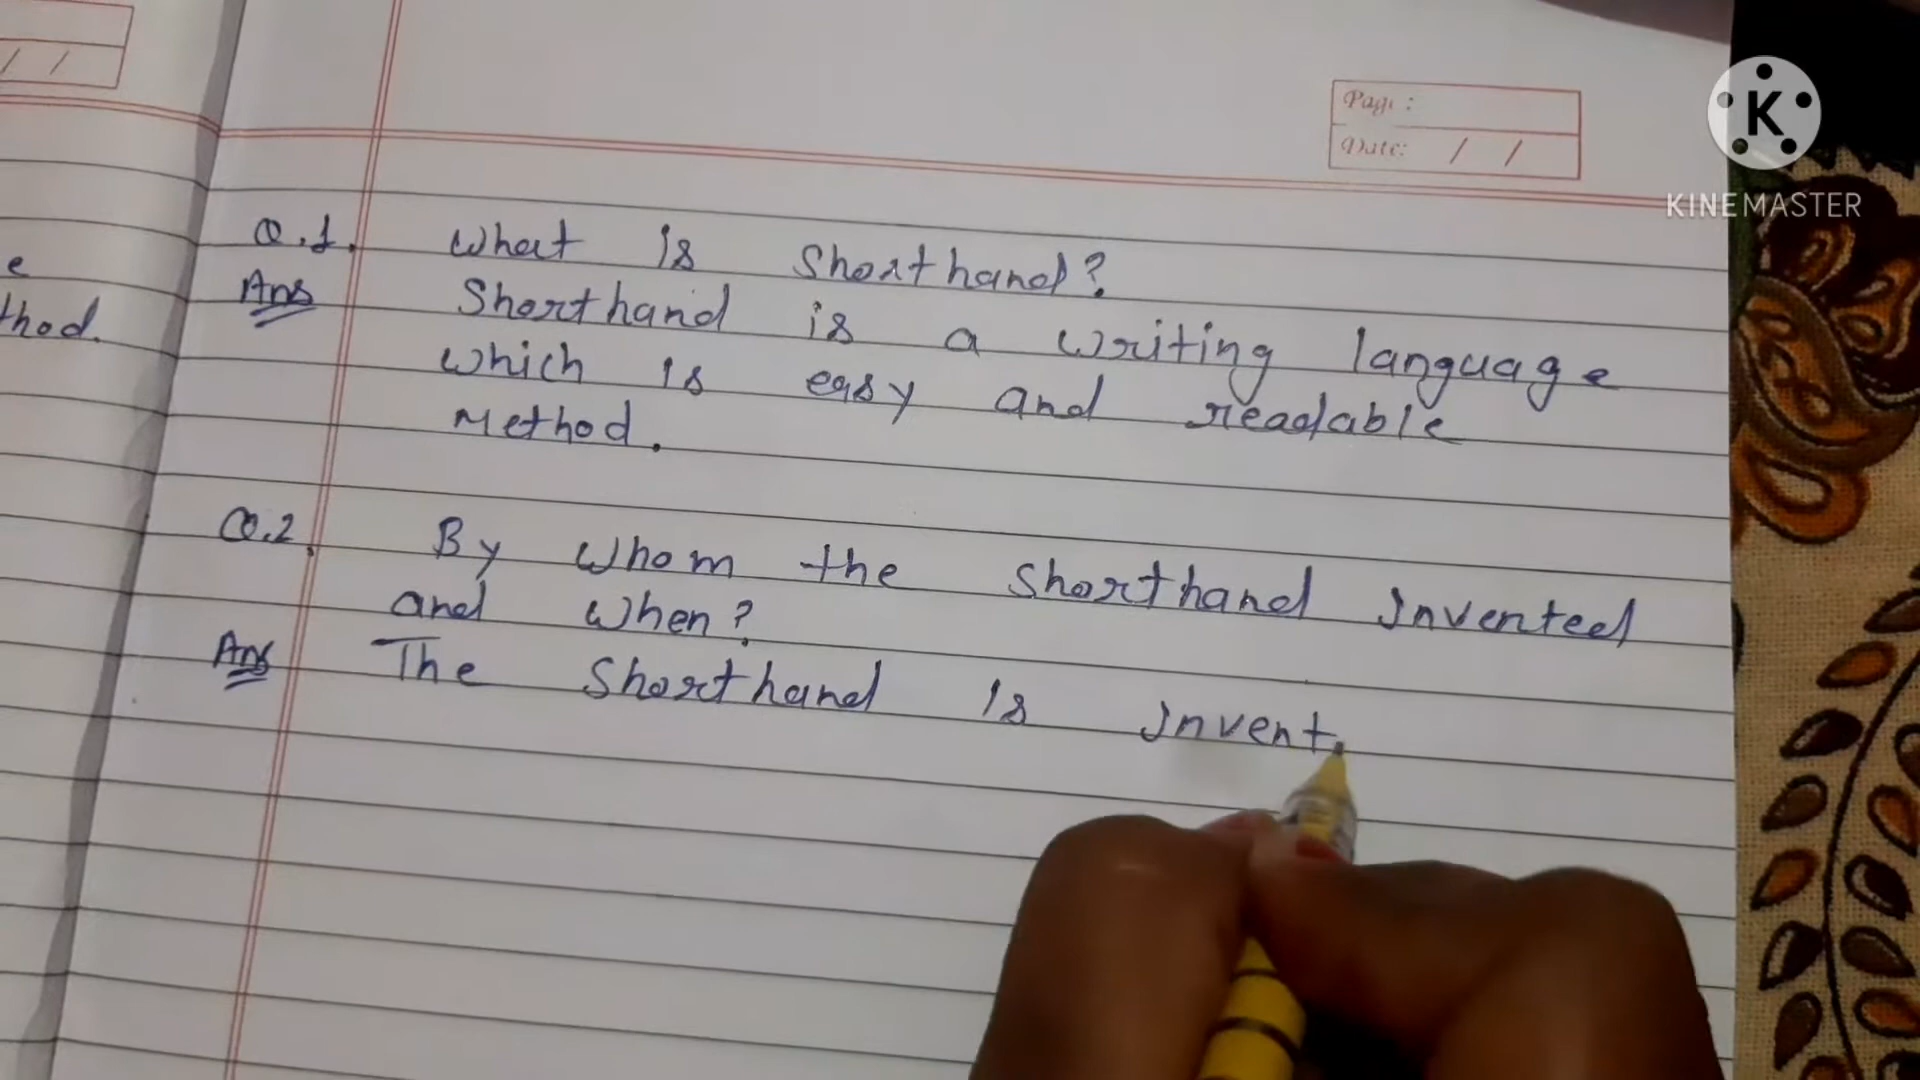 e
thod.
Page :
Date: / /
K
KINEMASTER
Q.1. What is Shorthand?
Ans Shorthand is a writing language
which is easy and readable
Method.
Q.2. By Whom the Shorthand Invented
and When?
Ans The Shorthand is Invent